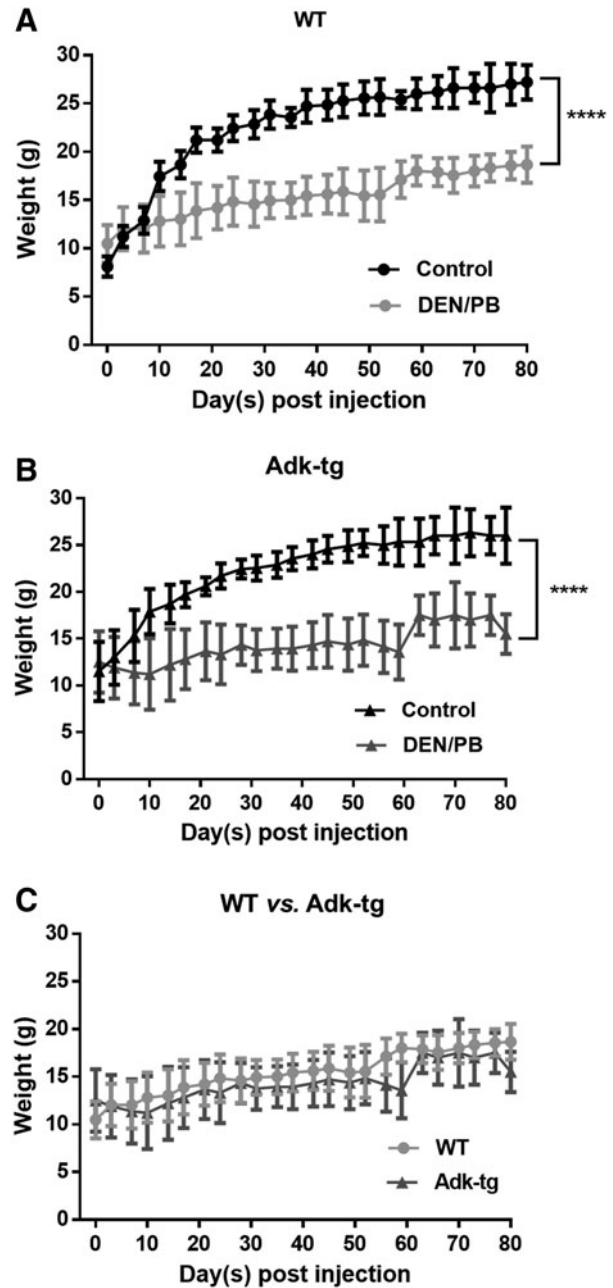 A
WT
30
25
20
15
10
5
0
Weight (g)
****
Control
DEN/PB
0 10 20 30 40 50 60 70 80
Day(s) post injection
B
Adk-tg
30
25
20
15
10
5
0
Weight (g)
****
Control
DEN/PB
0 10 20 30 40 50 60 70 80
Day(s) post injection
C
WT vs. Adk-tg
30
25
20
15
10
5
0
Weight (g)
WT
Adk-tg
0 10 20 30 40 50 60 70 80
Day(s) post injection